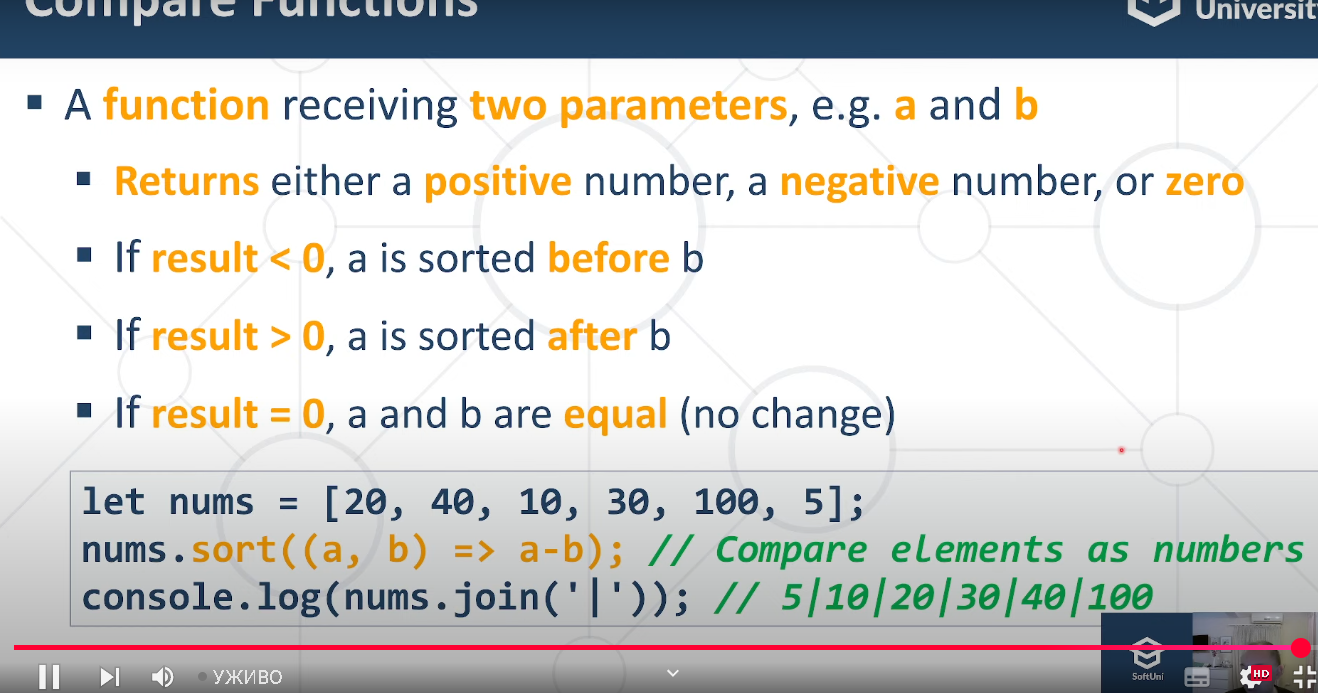 Compare Functions
Universit
▪ A function receiving two parameters, e.g. a and b
▪ Returns either a positive number, a negative number, or zero
▪ If result < 0, a is sorted before b
▪ If result > 0, a is sorted after b
▪ If result = 0, a and b are equal (no change)
let nums = [20, 40, 10, 30, 100, 5];
nums.sort((a, b) => a-b); // Compare elements as numbers
console.log(nums.join('|')); // 5|10|20|30|40|100
SoftUni
УЖИВО
HD